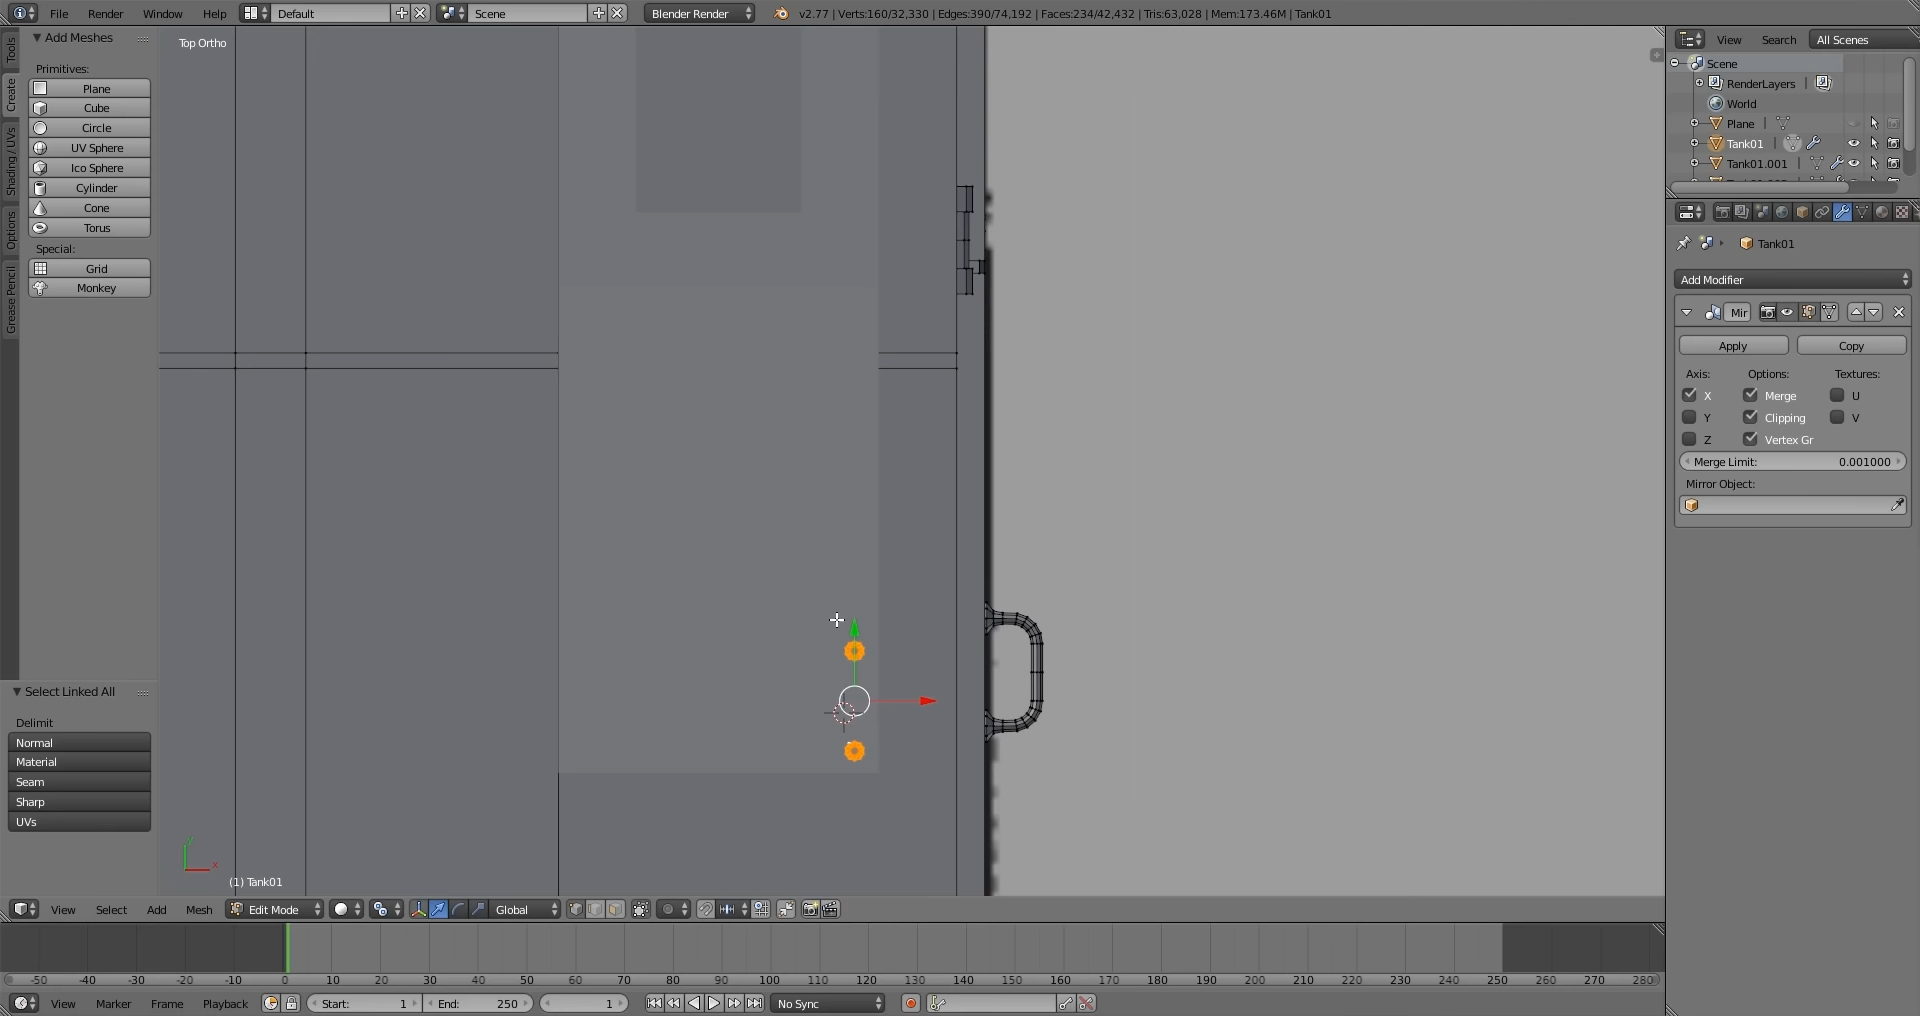 File Render Window Help Default Scene Blender Render v2.77 | Verts:160/32,330 | Edges:390/74,192 | Faces:234/42,432 | Tris:63,028 | Mem:173.46M | Tank01
Tools
Create
Shading / UVs
Options
Grease Pencil
Add Meshes
Primitives:
Plane
Cube
Circle
UV Sphere
Ico Sphere
Cylinder
Cone
Torus
Special:
Grid
Monkey
Select Linked All
Delimit
Normal
Material
Seam
Sharp
UVs
Top Ortho
(1) Tank01
View Search All Scenes
Scene
RenderLayers
World
Plane
Tank01
Tank01.001
Tank01
Add Modifier
Mir
Apply Copy
Axis: Options: Textures:
X Merge U
Y Clipping V
Z Vertex Gr
Merge Limit: 0.001000
Mirror Object:
View Select Add Mesh Edit Mode Global
-50 -40 -30 -20 -10 0 10 20 30 40 50 60 70 80 90 100 110 120 130 140 150 160 170 180 190 200 210 220 230 240 250 260 270 280
View Marker Frame Playback Start: 1 End: 250 1 No Sync